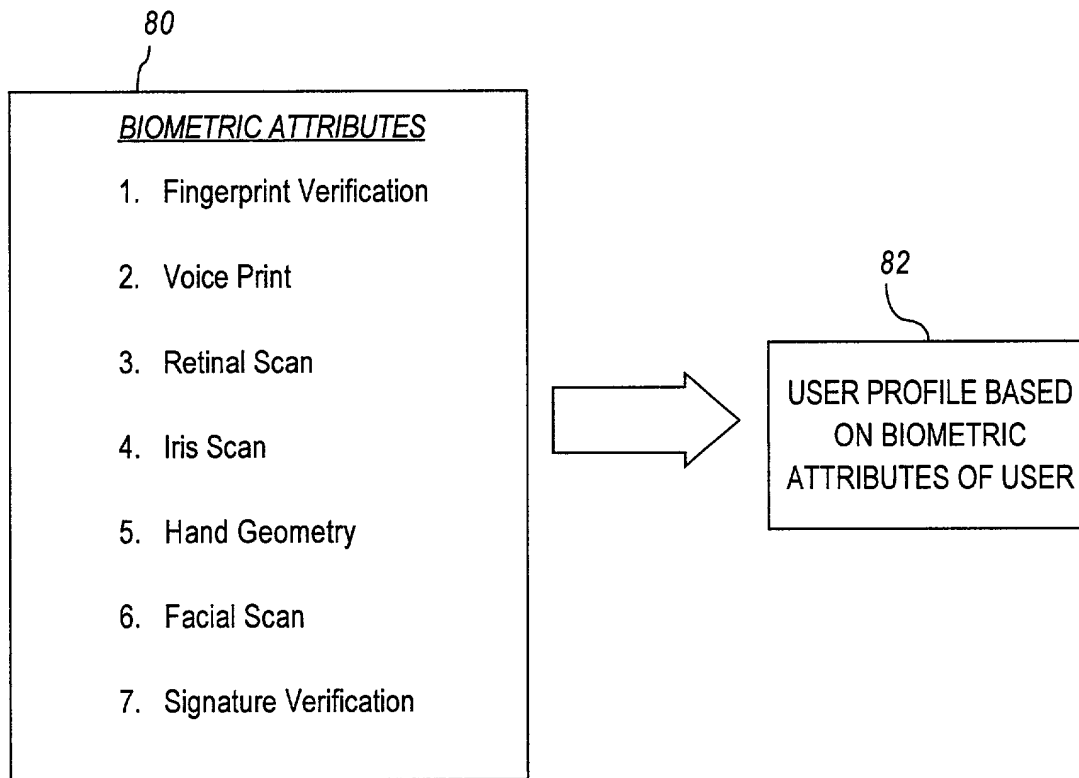 80
BIOMETRIC ATTRIBUTES
1. Fingerprint Verification
2. Voice Print
3. Retinal Scan
4. Iris Scan
5. Hand Geometry
6. Facial Scan
7. Signature Verification
82
USER PROFILE BASED
ON BIOMETRIC
ATTRIBUTES OF USER